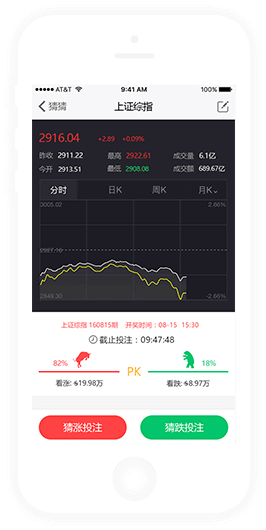 AT&T 9:41 AM 100%
猜猜 上证综指
2916.04 +2.89 +0.09%
昨收 2911.22 最高 2922.61 成交量 6.1亿
今开 2913.51 最低 2908.08 成交额 689.67亿
分时 日K 周K 月K
3005.02 2.66%
2987.10
2849.30 -2.66%
上证综指 160815期 开奖时间:08-15 15:30
截止投注:09:47:48
82% PK 18%
看涨:$19.98万 看跌:$8.97万
猜涨投注 猜跌投注